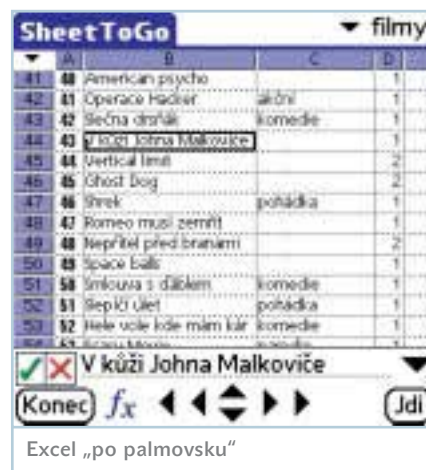 SheetToGo filmy
A B C D
41 40 American psycho 1
42 41 Operace Hacker akční 1
43 42 Slečna drsňák komedie 1
44 43 V kůži Johna Malkoviče 1
45 44 Vertical limit 2
46 45 Ghost Dog 2
47 46 Shrek pohádka 1
48 47 Romeo musí zemřít 1
49 48 Nepřítel před branami 2
50 49 Space balls 1
51 50 Smlouva s ďáblem komedie 1
52 51 Slepičí úlet pohádka 1
53 52 Hele vole kde mám kár komedie 1
V kůži Johna Malkoviče
Konec fx Jdi
Excel „po palmovsku“